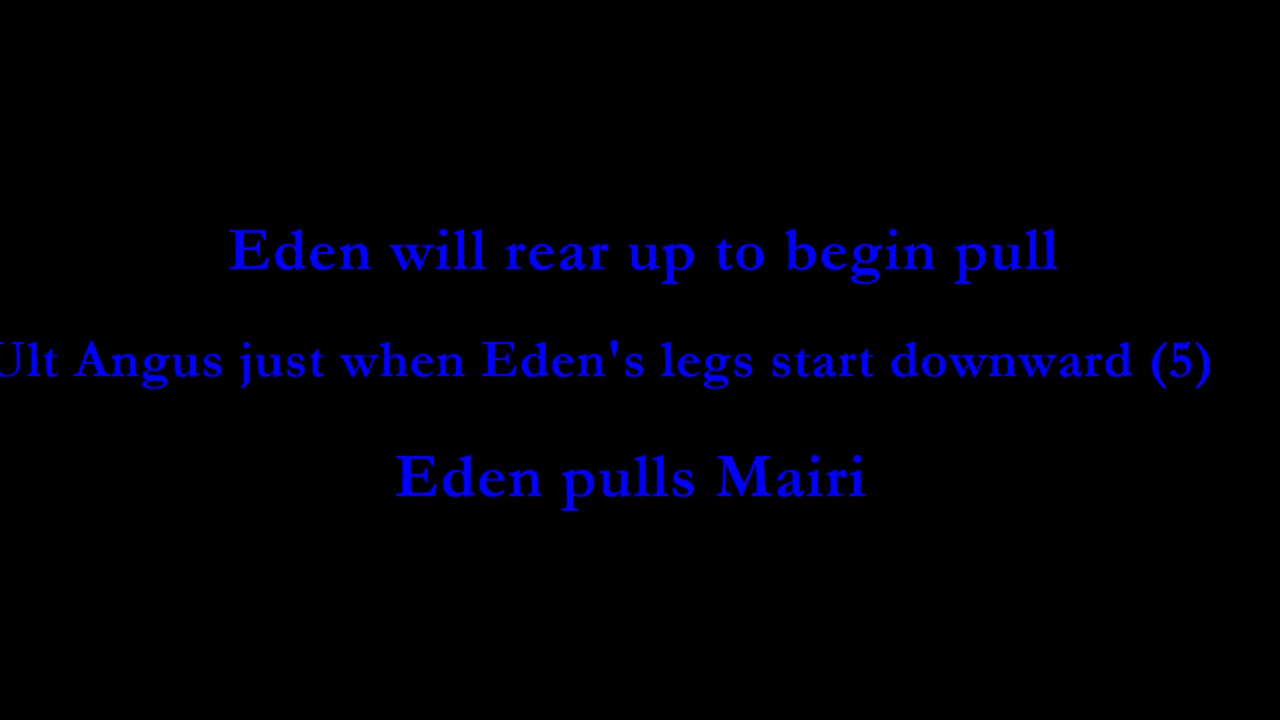 Eden will rear up to begin pull
Ult Angus just when Eden's legs start downward (5)
Eden pulls Mairi